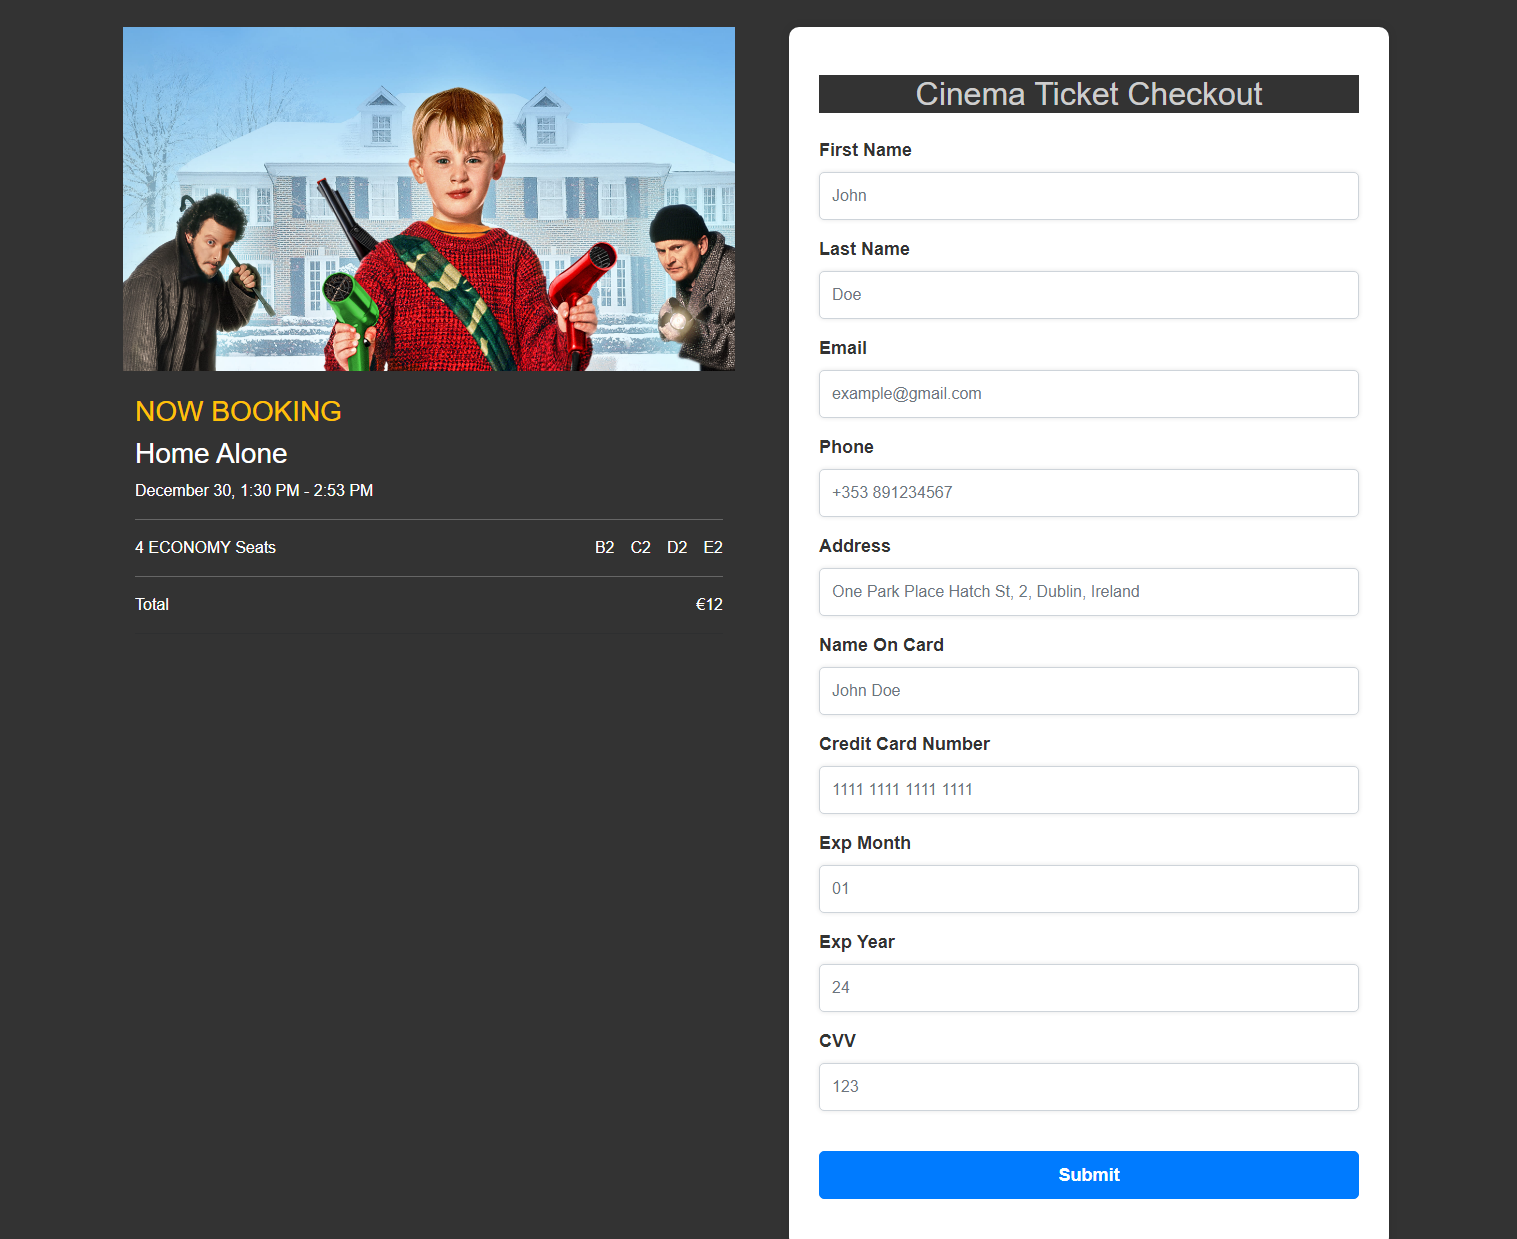 NOW BOOKING
Home Alone
December 30, 1:30 PM - 2:53 PM
4 ECONOMY Seats B2 C2 D2 E2
Total €12
Cinema Ticket Checkout
First Name
John
Last Name
Doe
Email
example@gmail.com
Phone
+353 891234567
Address
One Park Place Hatch St, 2, Dublin, Ireland
Name On Card
John Doe
Credit Card Number
1111 1111 1111 1111
Exp Month
01
Exp Year
24
CVV
123
Submit